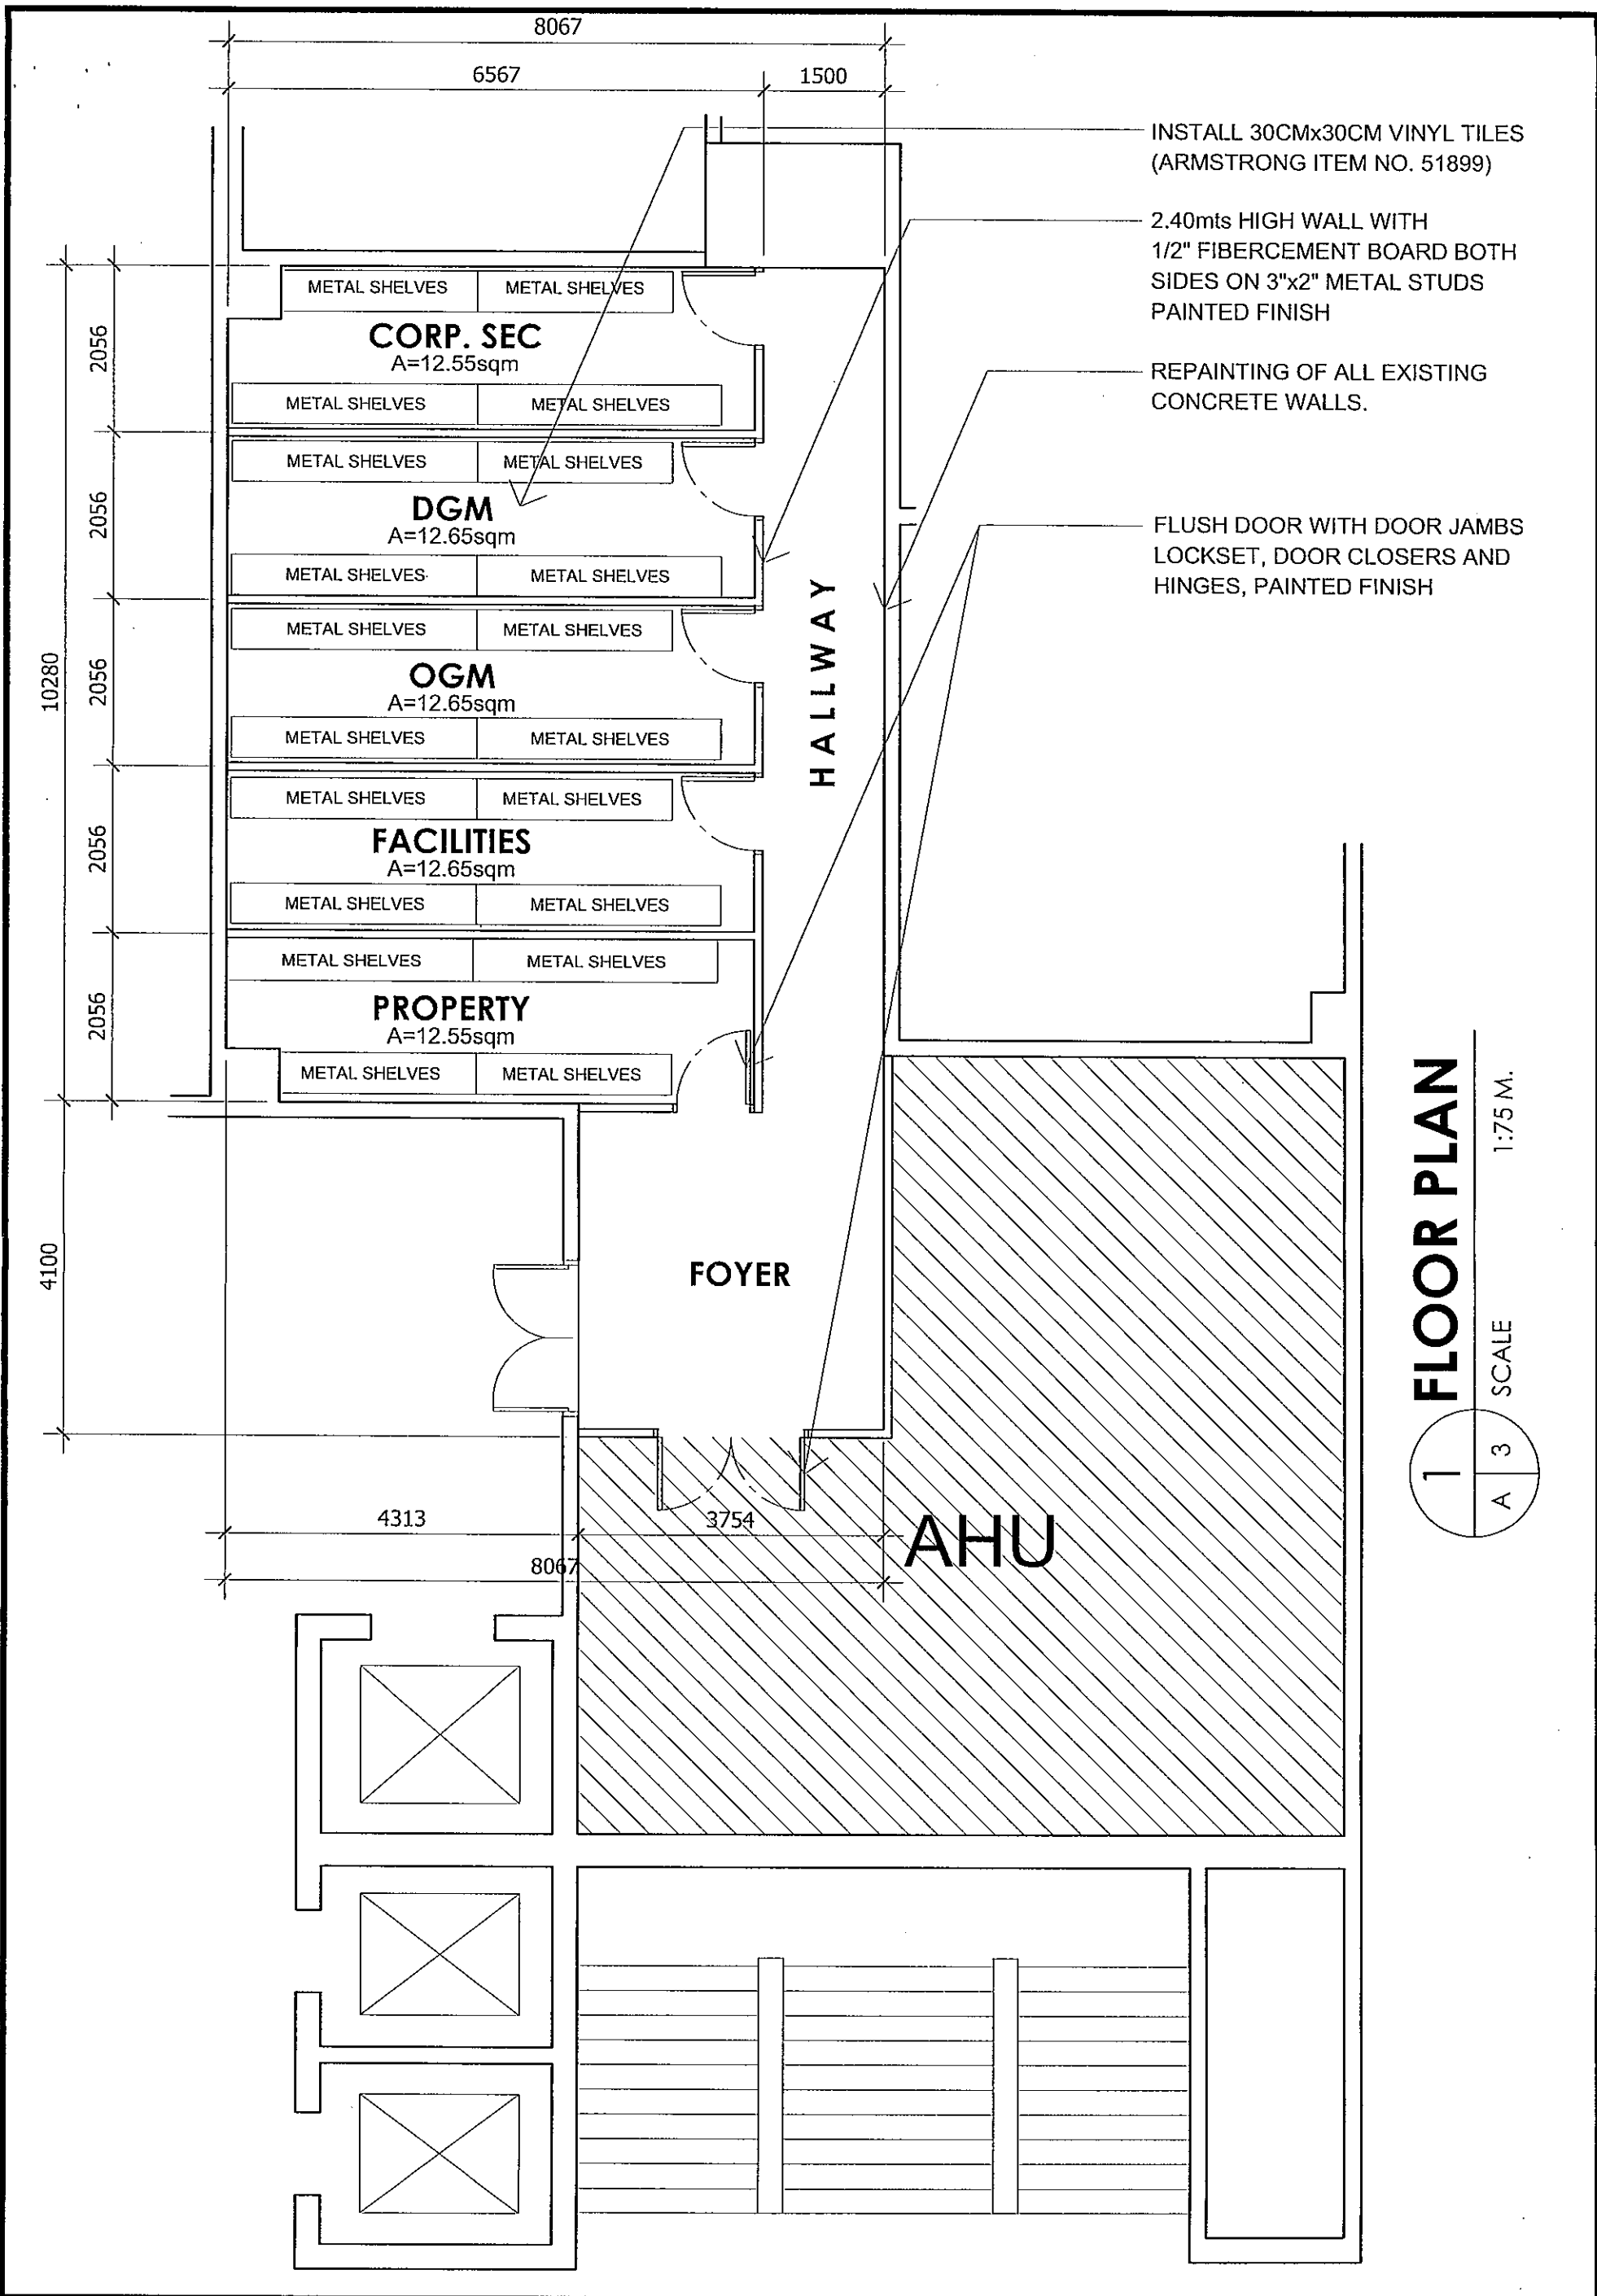 8067
6567
1500
INSTALL 30CMx30CM VINYL TILES
(ARMSTRONG ITEM NO. 51899)
2.40mts HIGH WALL WITH
1/2" FIBERCEMENT BOARD BOTH
SIDES ON 3"x2" METAL STUDS
PAINTED FINISH
REPAINTING OF ALL EXISTING
CONCRETE WALLS.
FLUSH DOOR WITH DOOR JAMBS
LOCKSET, DOOR CLOSERS AND
HINGES, PAINTED FINISH
10280
4100
2056
2056
2056
2056
2056
METAL SHELVES METAL SHELVES
CORP. SEC
A=12.55sqm
METAL SHELVES METAL SHELVES
METAL SHELVES METAL SHELVES
DGM
A=12.65sqm
METAL SHELVES METAL SHELVES
METAL SHELVES METAL SHELVES
OGM
A=12.65sqm
METAL SHELVES METAL SHELVES
METAL SHELVES METAL SHELVES
FACILITIES
A=12.65sqm
METAL SHELVES METAL SHELVES
METAL SHELVES METAL SHELVES
PROPERTY
A=12.55sqm
METAL SHELVES METAL SHELVES
HALLWAY
FOYER
4313
3754
8067
AHU
1
A 3
FLOOR PLAN
SCALE 1:75 M.